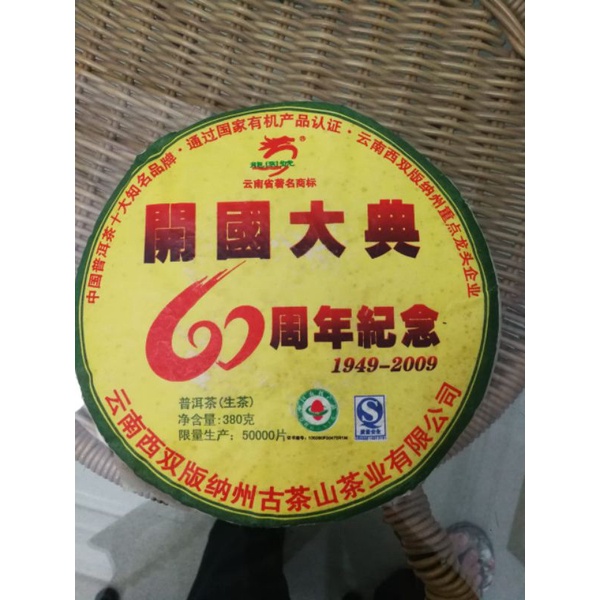 中国普洱茶十大知名品牌·通过国家有机产品认证·云南西双版纳州重点龙头企业
®
云南省著名商标
開國大典
60周年紀念
1949-2009
普洱茶(生茶)
净含量:380克
限量生产: 50000片
云南西双版纳州古茶山茶业有限公司